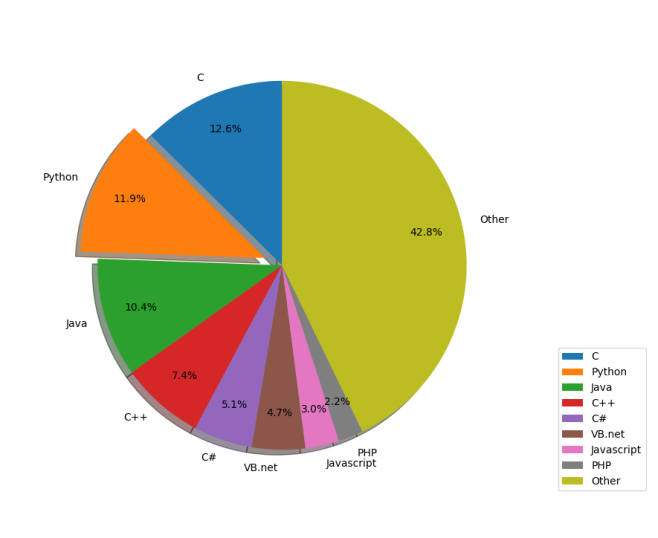 C
12.6%
Python
11.9%
Other
42.8%
Java
10.4%
C++
7.4%
C#
5.1%
VB.net
4.7%
Javascript
3.0%
PHP
2.2%
C
Python
Java
C++
C#
VB.net
Javascript
PHP
Other